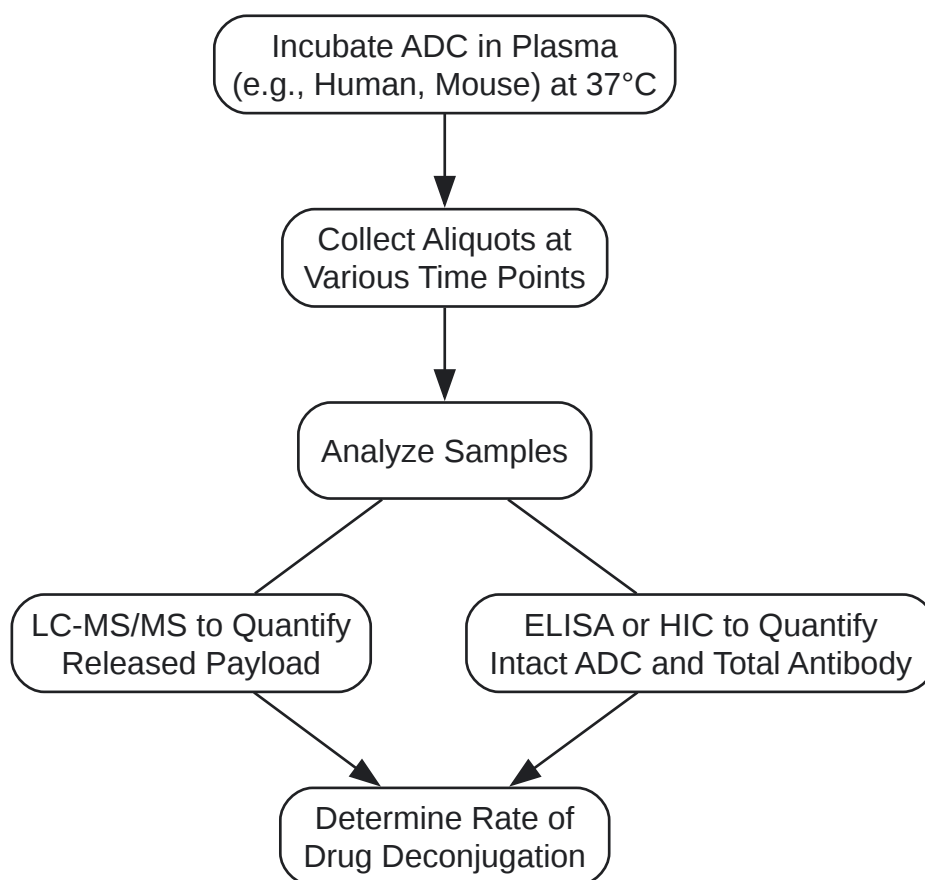 Incubate ADC in Plasma
(e.g., Human, Mouse) at 37°C
Collect Aliquots at
Various Time Points
Analyze Samples
LC-MS/MS to Quantify
Released Payload
ELISA or HIC to Quantify
Intact ADC and Total Antibody
Determine Rate of
Drug Deconjugation